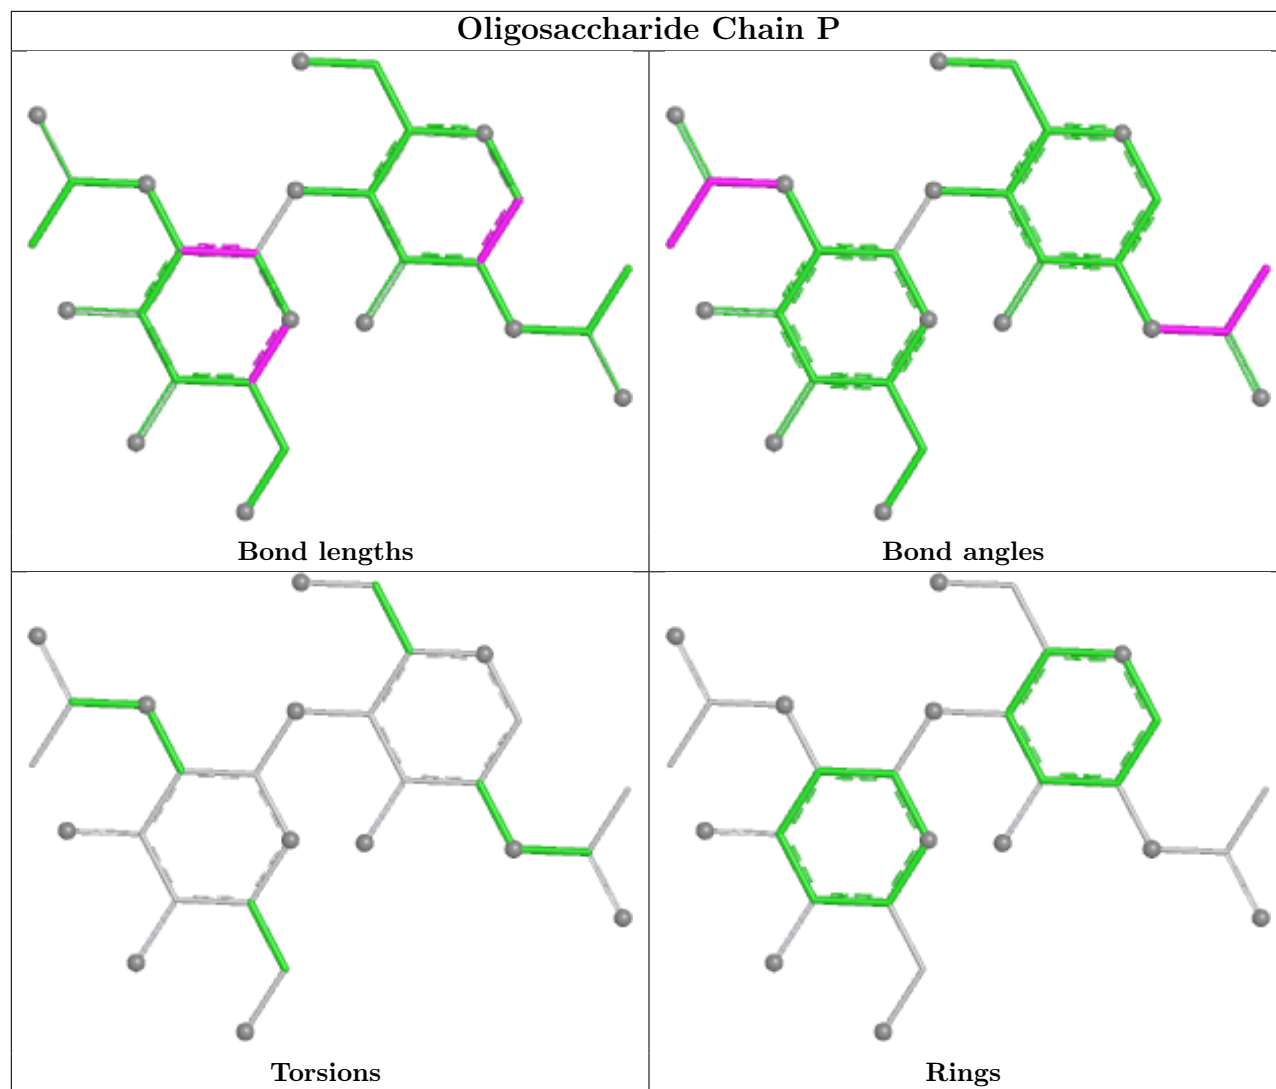 Oligosaccharide Chain P
Bond lengths
Bond angles
Torsions
Rings